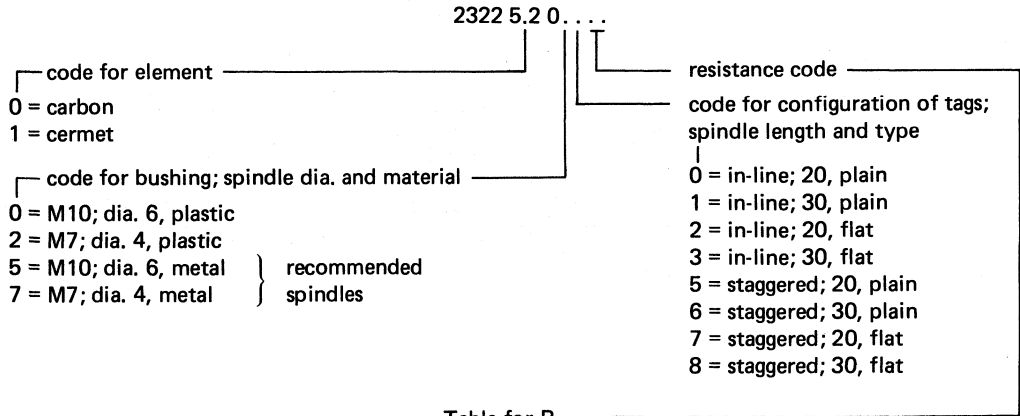 2322 5.2 0. . . .
code for element
0 = carbon
1 = cermet
code for bushing; spindle dia. and material
0 = M10; dia. 6, plastic
2 = M7; dia. 4, plastic
5 = M10; dia. 6, metal
7 = M7; dia. 4, metal
recommended
spindles
resistance code
code for configuration of tags;
spindle length and type
0 = in-line; 20, plain
1 = in-line; 30, plain
2 = in-line; 20, flat
3 = in-line; 30, flat
5 = staggered; 20, plain
6 = staggered; 30, plain
7 = staggered; 20, flat
8 = staggered; 30, flat